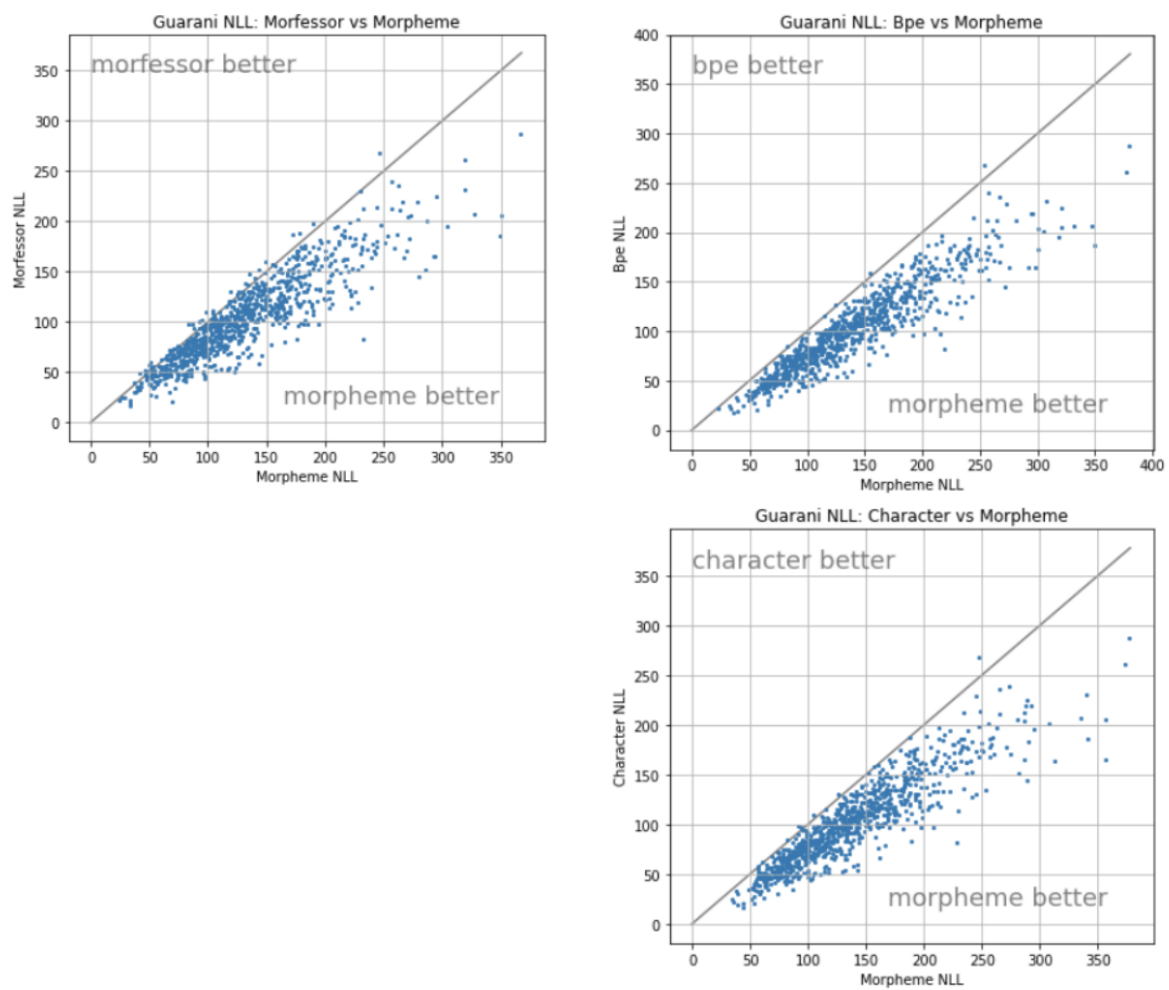 Guarani NLL: Morfessor vs Morpheme
morfessor better
morpheme better
Morfessor NLL
350
300
250
200
150
100
50
0
0 50 100 150 200 250 300 350
Morpheme NLL
Guarani NLL: Bpe vs Morpheme
bpe better
morpheme better
Bpe NLL
400
350
300
250
200
150
100
50
0
0 50 100 150 200 250 300 350 400
Morpheme NLL
Guarani NLL: Character vs Morpheme
character better
morpheme better
Character NLL
350
300
250
200
150
100
50
0
0 50 100 150 200 250 300 350
Morpheme NLL